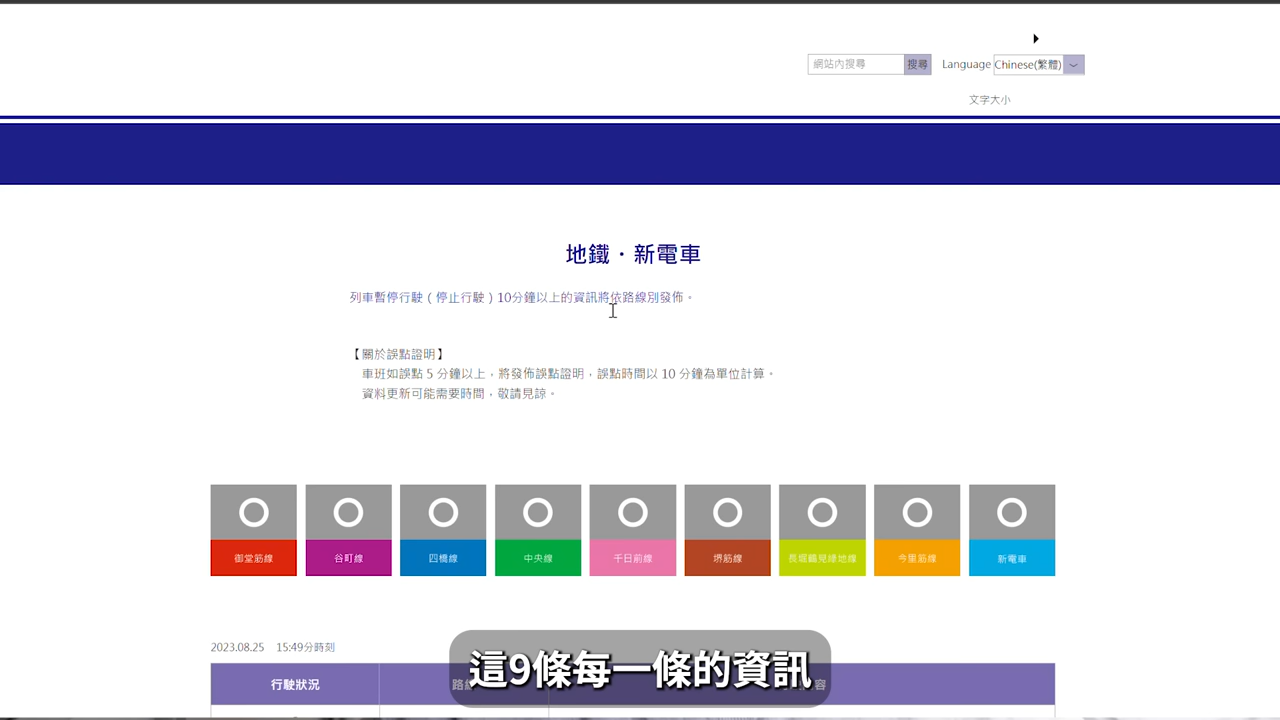 網站內搜尋 搜尋 Language Chinese(繁體)
文字大小
地鐵・新電車
列車暫停行駛（停止行駛）10分鐘以上的資訊將依路線別發佈。
【關於誤點證明】
車班如誤點 5 分鐘以上，將發佈誤點證明，誤點時間以 10 分鐘為單位計算。
資料更新可能需要時間，敬請見諒。
御堂筋線 谷町線 四橋線 中央線 千日前線 堺筋線 長堀鶴見綠地線 今里筋線 新電車
2023.08.25 15:49分時刻
行駛狀況 路 容
這9條每一條的資訊